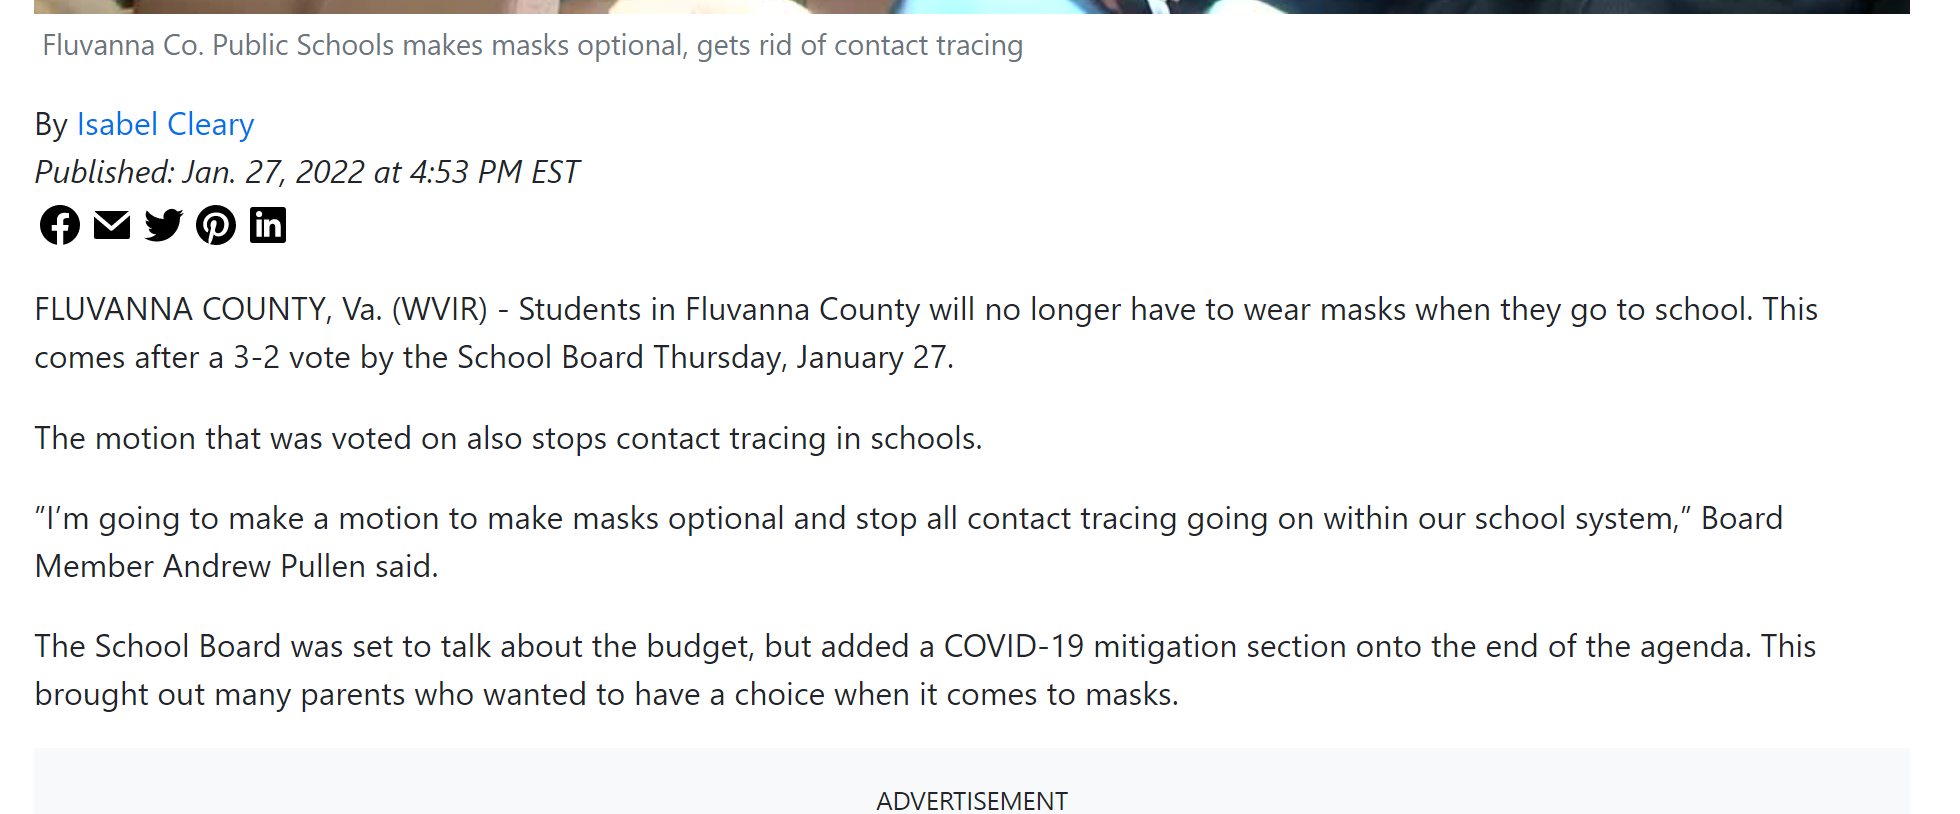 Fluvanna Co. Public Schools makes masks optional, gets rid of contact tracing
By Isabel Cleary
Published: Jan. 27, 2022 at 4:53 PM EST
FLUVANNA COUNTY, Va. (WVIR) - Students in Fluvanna County will no longer have to wear masks when they go to school. This
comes after a 3-2 vote by the School Board Thursday, January 27.
The motion that was voted on also stops contact tracing in schools.
”I’m going to make a motion to make masks optional and stop all contact tracing going on within our school system,” Board
Member Andrew Pullen said.
The School Board was set to talk about the budget, but added a COVID-19 mitigation section onto the end of the agenda. This
brought out many parents who wanted to have a choice when it comes to masks.
ADVERTISEMENT